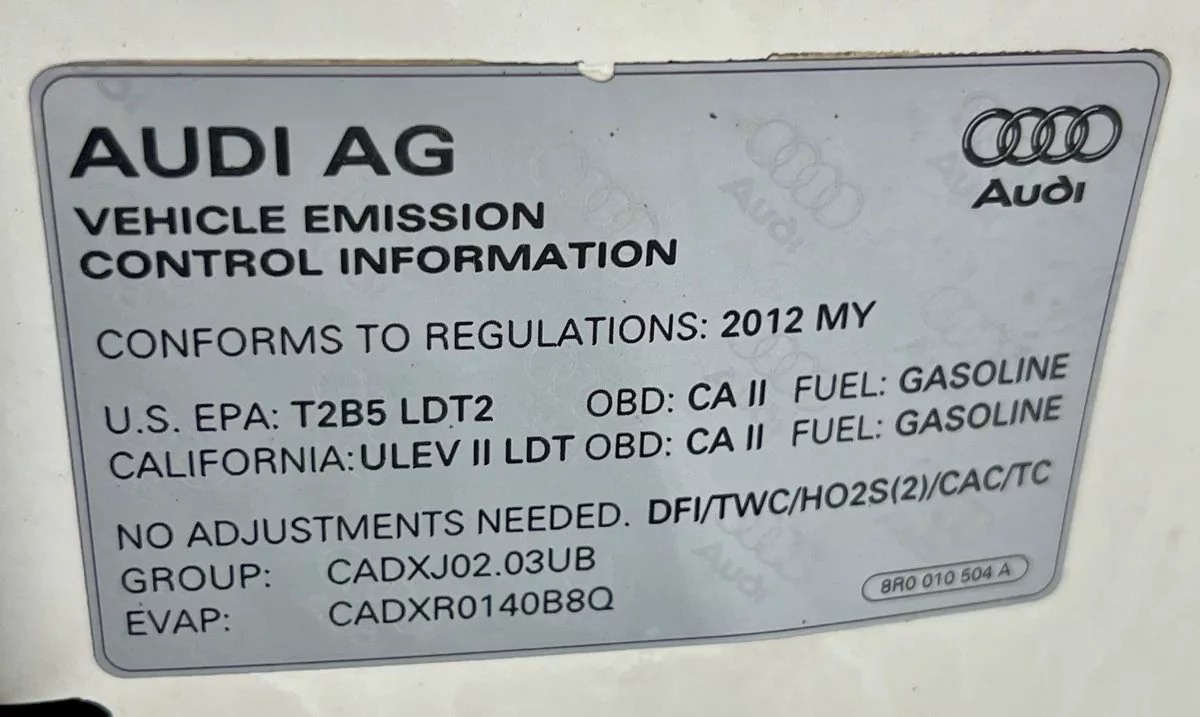 AUDI AG
Audi
VEHICLE EMISSION
CONTROL INFORMATION
CONFORMS TO REGULATIONS: 2012 MY
U.S. EPA: T2B5 LDT2 OBD: CA II FUEL: GASOLINE
CALIFORNIA: ULEV II LDT OBD: CA II FUEL: GASOLINE
NO ADJUSTMENTS NEEDED. DFI/TWC/HO2S(2)/CAC/TC
GROUP: CADXJ02.03UB
EVAP: CADXR0140B8Q
8R0 010 504 A